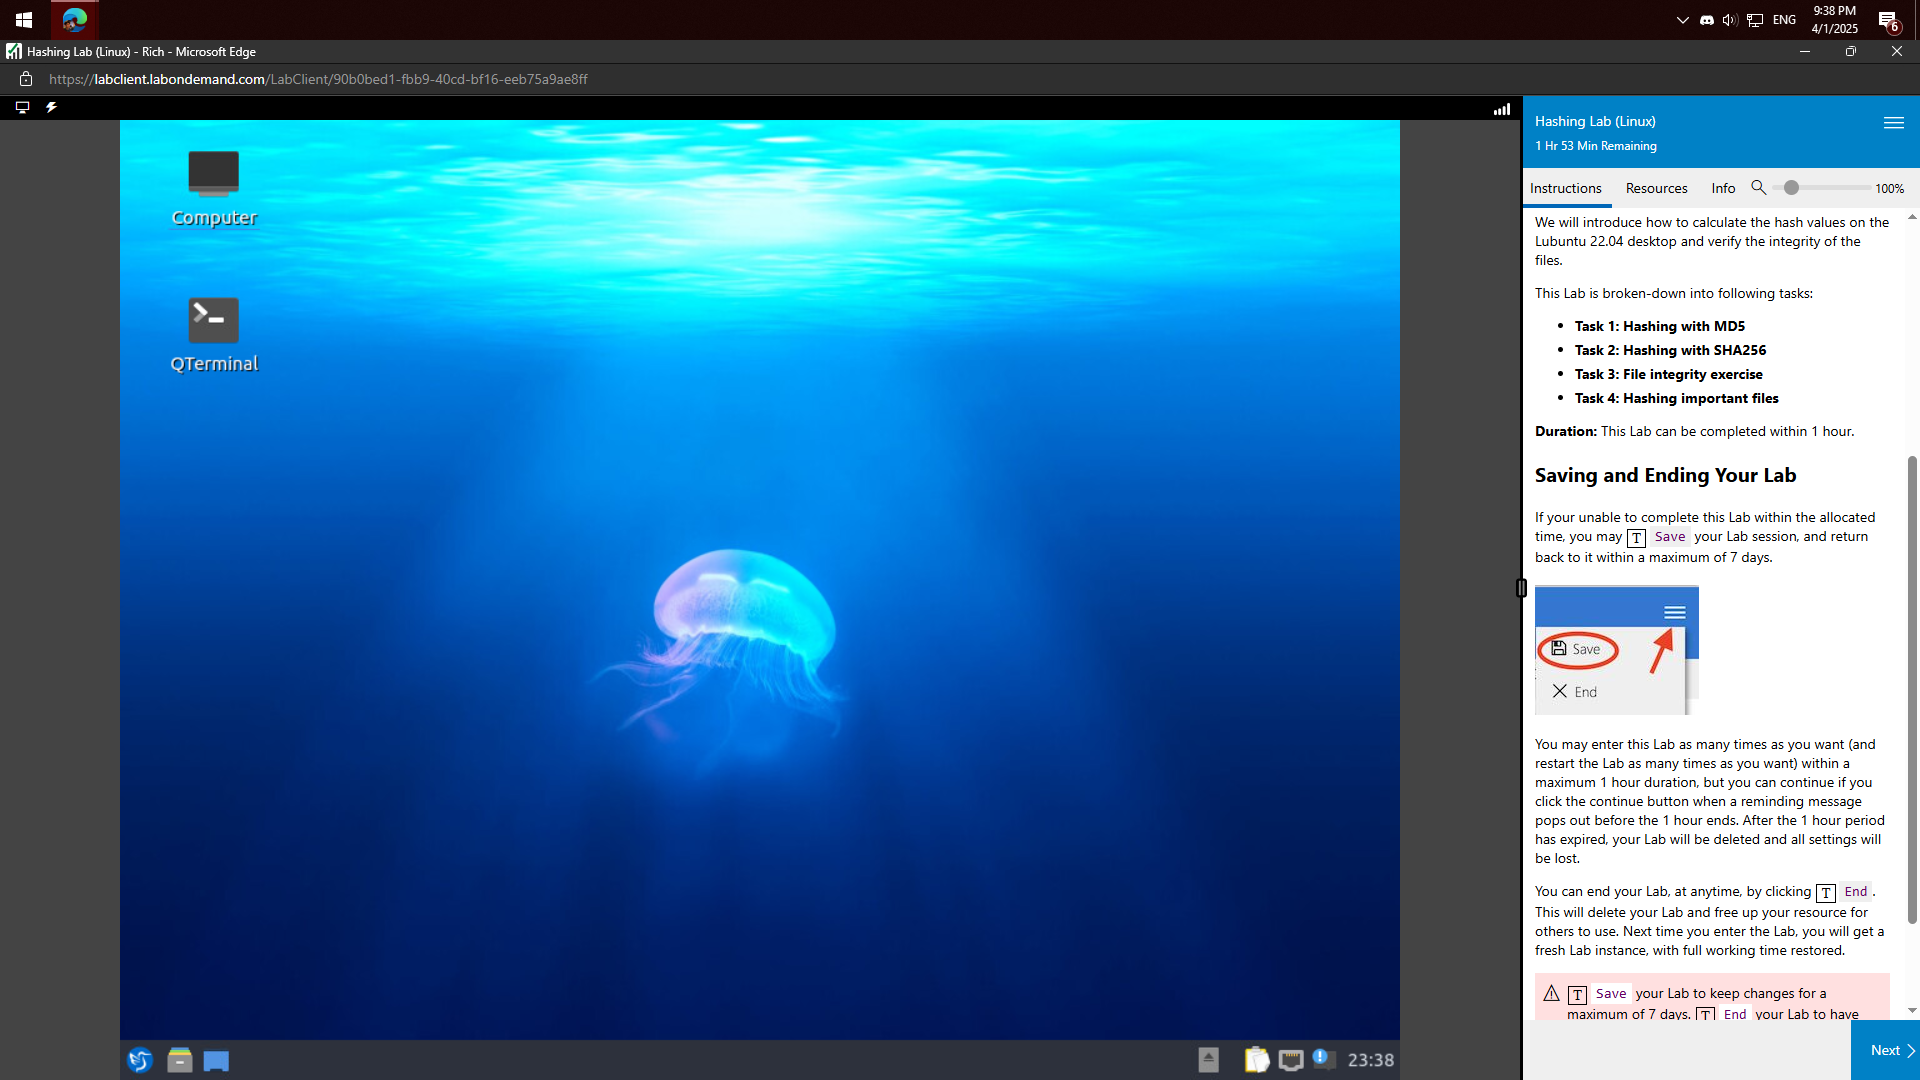 9:38 PM
ENG
4/1/2025
6
Hashing Lab (Linux) - Rich - Microsoft Edge
https://labclient.labondemand.com/LabClient/90b0bed1-fbb9-40cd-bf16-eeb75a9ae8ff
Computer
QTerminal
23:38
Hashing Lab (Linux)
1 Hr 53 Min Remaining
Instructions Resources Info 100%
We will introduce how to calculate the hash values on the
Lubuntu 22.04 desktop and verify the integrity of the
files.
This Lab is broken-down into following tasks:
• Task 1: Hashing with MD5
• Task 2: Hashing with SHA256
• Task 3: File integrity exercise
• Task 4: Hashing important files
Duration: This Lab can be completed within 1 hour.
Saving and Ending Your Lab
If your unable to complete this Lab within the allocated
time, you may T Save your Lab session, and return
back to it within a maximum of 7 days.
Save
End
You may enter this Lab as many times as you want (and
restart the Lab as many times as you want) within a
maximum 1 hour duration, but you can continue if you
click the continue button when a reminding message
pops out before the 1 hour ends. After the 1 hour period
has expired, your Lab will be deleted and all settings will
be lost.
You can end your Lab, at anytime, by clicking T End.
This will delete your Lab and free up your resource for
others to use. Next time you enter the Lab, you will get a
fresh Lab instance, with full working time restored.
T Save your Lab to keep changes for a
maximum of 7 days. T End your Lab to have
Next